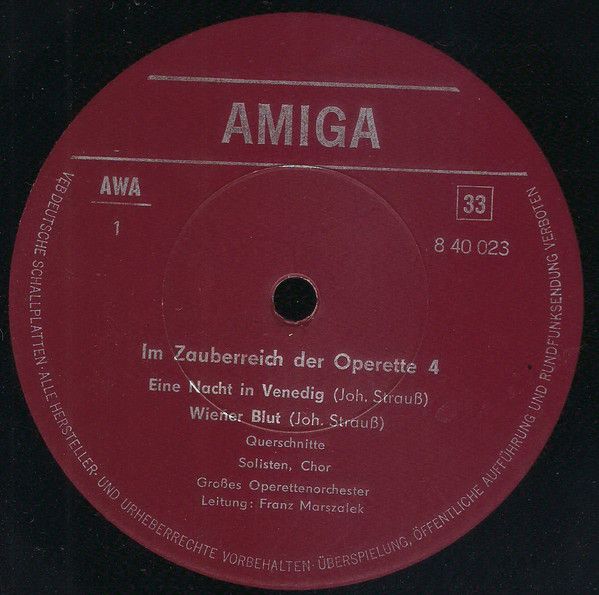 AMIGA
AWA
33
1
8 40 023
Im Zauberreich der Operette 4
Eine Nacht in Venedig (Joh. Strauß)
Wiener Blut (Joh. Strauß)
Querschnitte
Solisten, Chor
Großes Operettenorchester
Leitung: Franz Marszalek
VEB DEUTSCHE SCHALLPLATTEN · ALLE HERSTELLER- UND URHEBERRECHTE VORBEHALTEN · ÜBERSPIELUNG, ÖFFENTLICHE AUFFÜHRUNG UND RUNDFUNKSENDUNG VERBOTEN